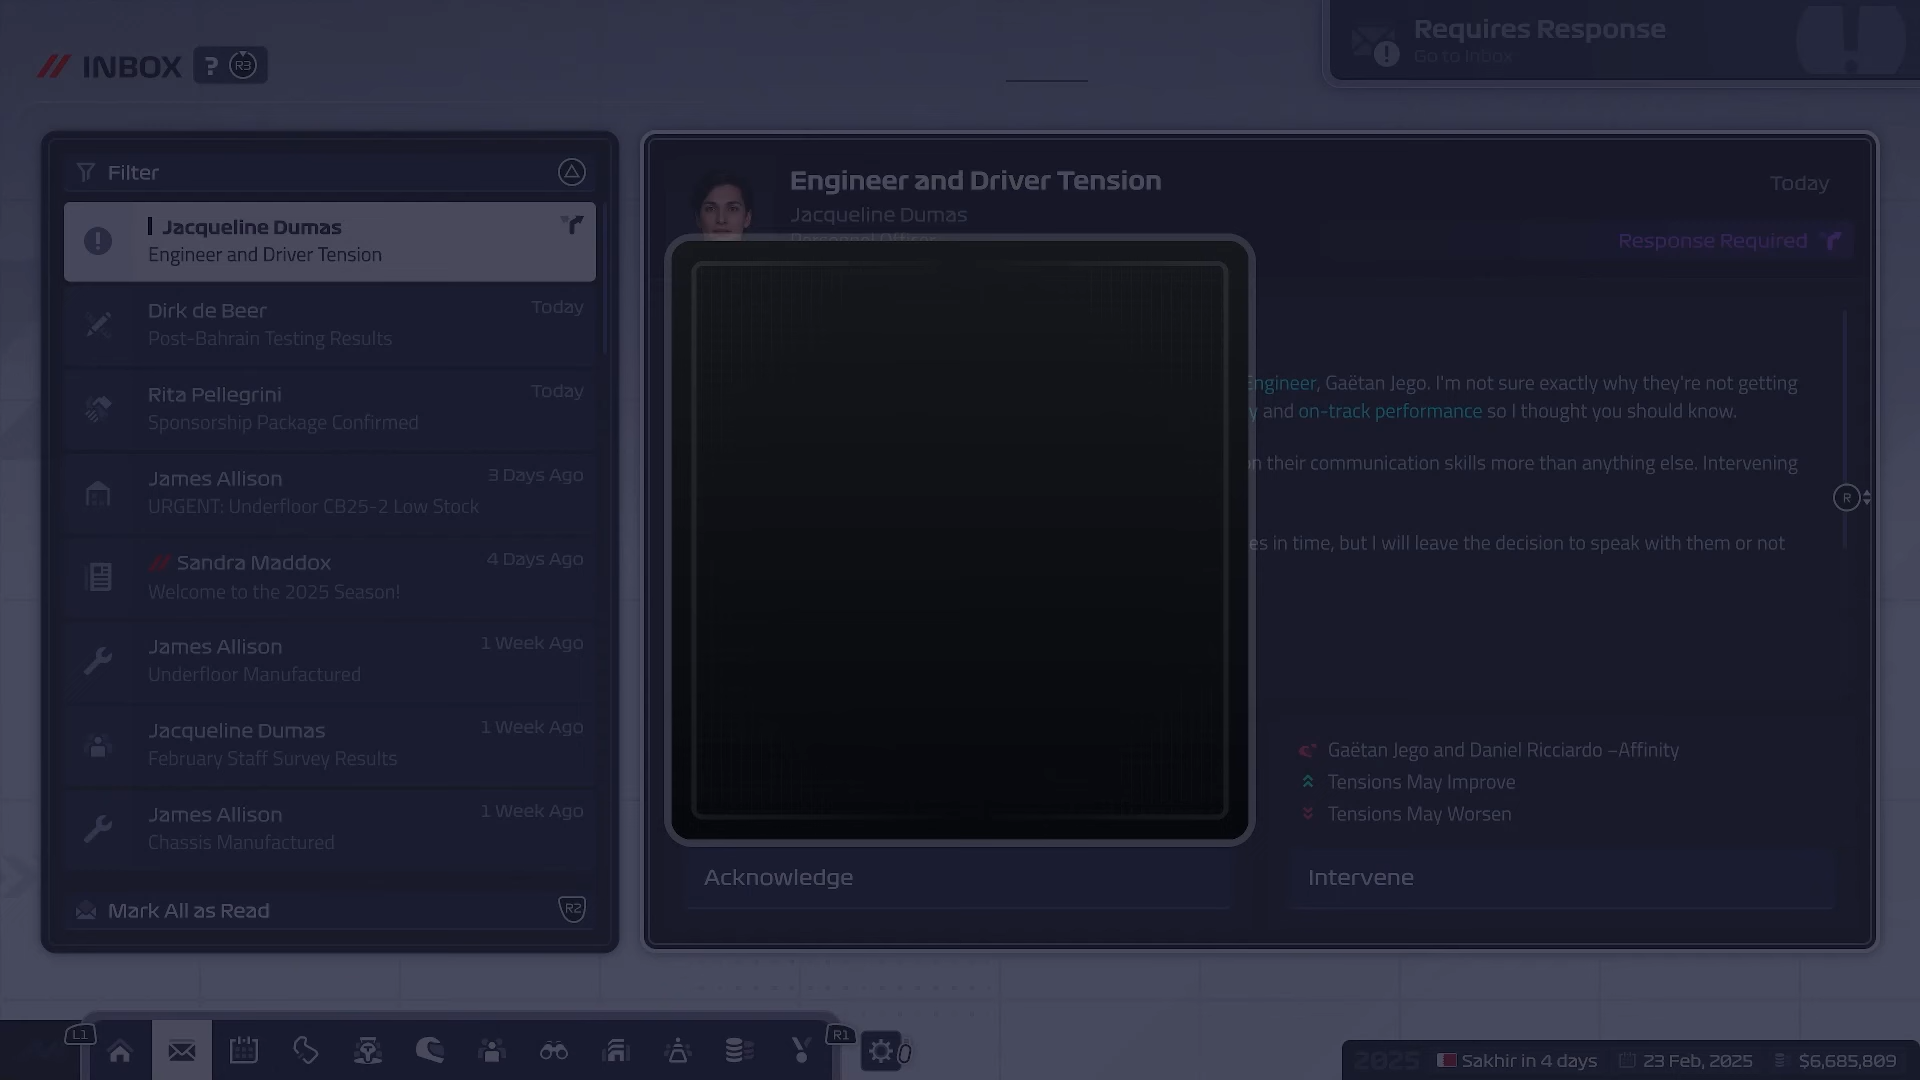 INBOX ? R3
Requires Response
Go to Inbox
Filter
Jacqueline Dumas
Engineer and Driver Tension
Dirk de Beer Today
Post-Bahrain Testing Results
Rita Pellegrini Today
Sponsorship Package Confirmed
James Allison 3 Days Ago
URGENT: Underfloor CB25-2 Low Stock
Sandra Maddox 4 Days Ago
Welcome to the 2025 Season!
James Allison 1 Week Ago
Underfloor Manufactured
Jacqueline Dumas 1 Week Ago
February Staff Survey Results
James Allison 1 Week Ago
Chassis Manufactured
Mark All as Read R2
Engineer and Driver Tension
Today
Jacqueline Dumas
Personnel Officer
Response Required
Engineer, Gaëtan Jego. I'm not sure exactly why they're not getting
and on-track performance so I thought you should know.
on their communication skills more than anything else. Intervening
R
in time, but I will leave the decision to speak with them or not
Gaëtan Jego and Daniel Ricciardo –Affinity
Tensions May Improve
Tensions May Worsen
Acknowledge
Intervene
L1 R1
2025 Sakhir in 4 days 23 Feb, 2025 $6,685,809